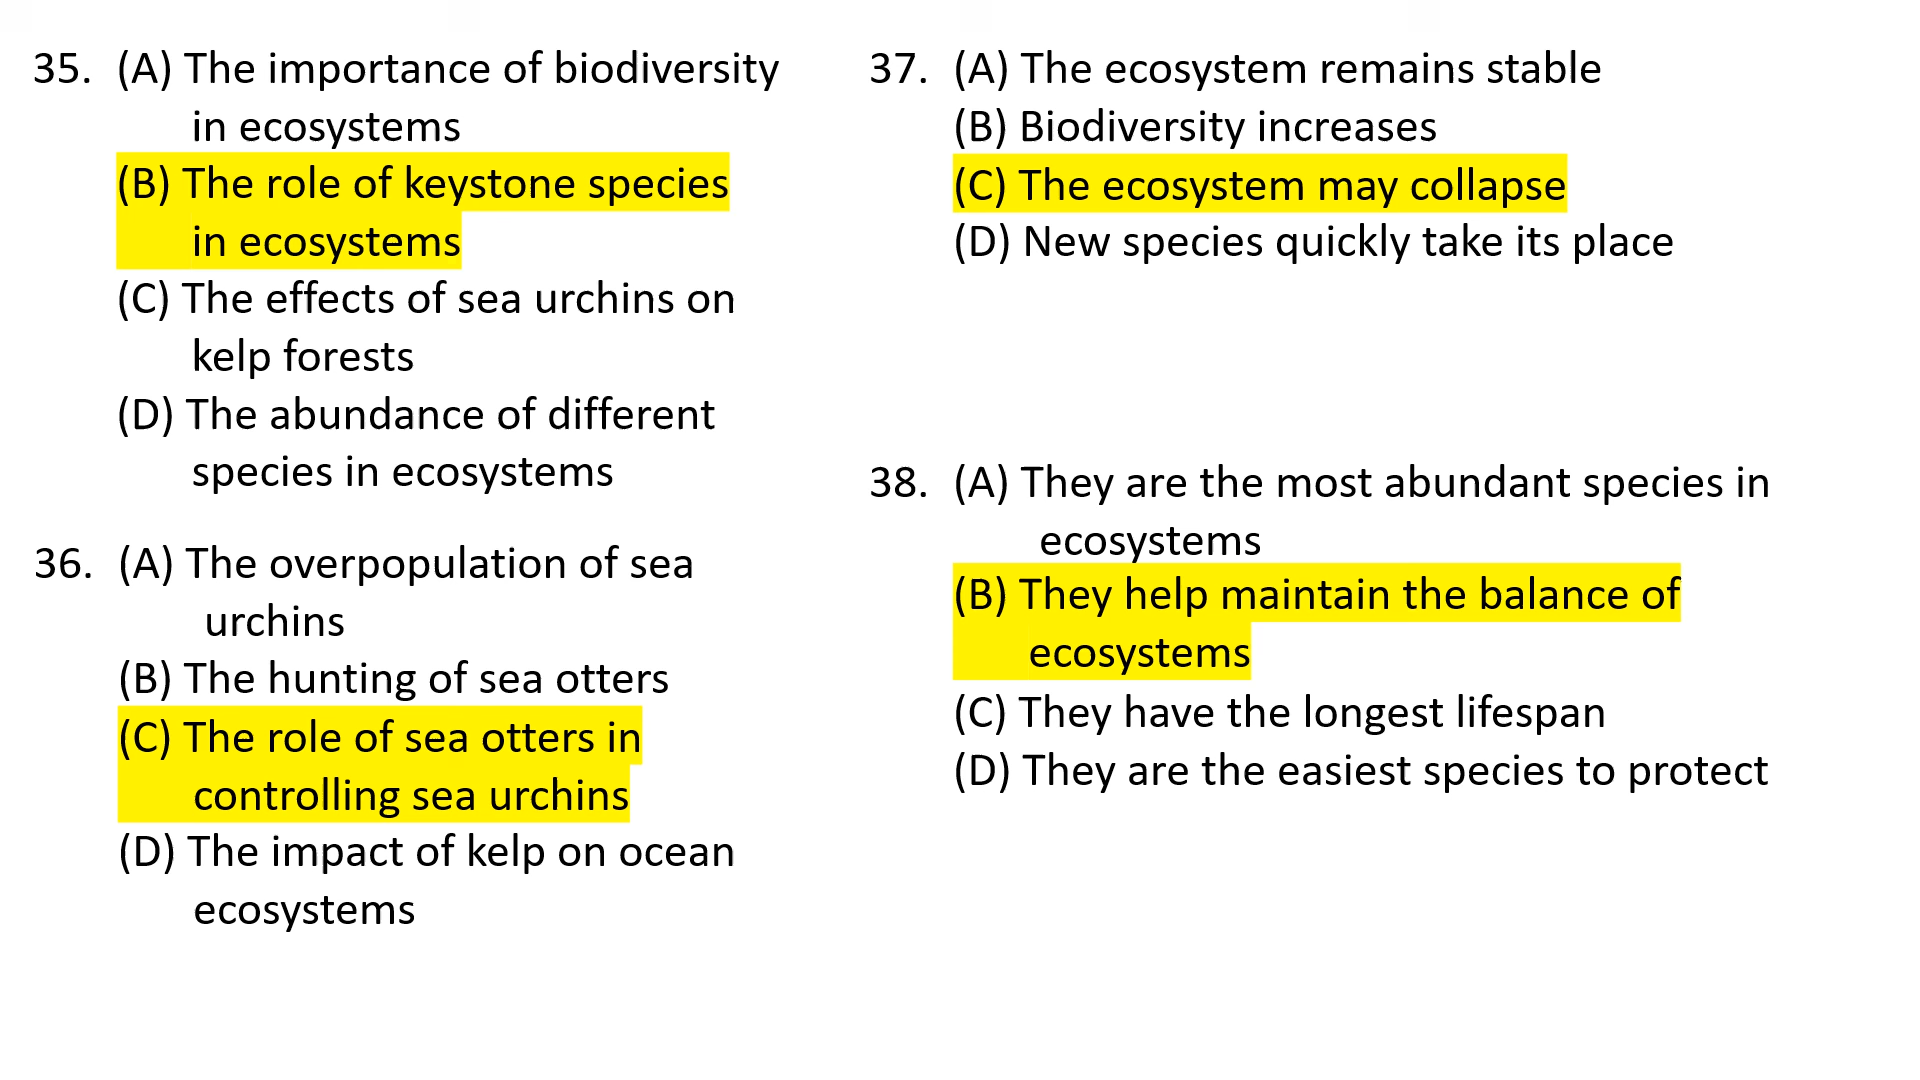 35. (A) The importance of biodiversity
in ecosystems
(B) The role of keystone species
in ecosystems
(C) The effects of sea urchins on
kelp forests
(D) The abundance of different
species in ecosystems
36. (A) The overpopulation of sea
urchins
(B) The hunting of sea otters
(C) The role of sea otters in
controlling sea urchins
(D) The impact of kelp on ocean
ecosystems
37. (A) The ecosystem remains stable
(B) Biodiversity increases
(C) The ecosystem may collapse
(D) New species quickly take its place
38. (A) They are the most abundant species in
ecosystems
(B) They help maintain the balance of
ecosystems
(C) They have the longest lifespan
(D) They are the easiest species to protect